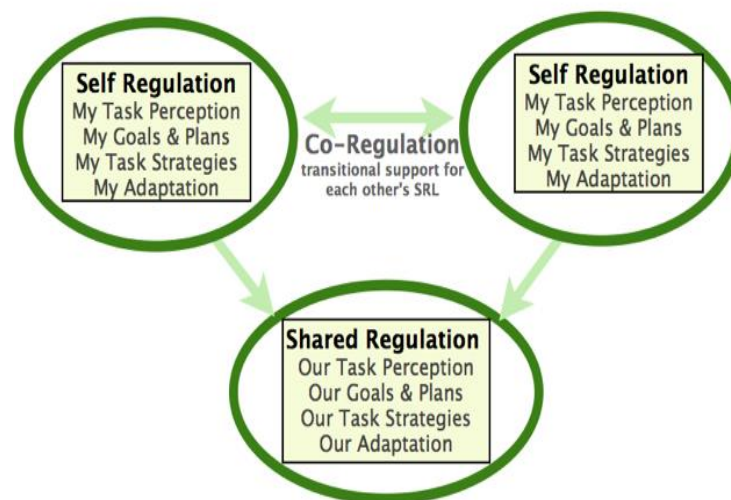 Self Regulation
My Task Perception
My Goals & Plans
My Task Strategies
My Adaptation
Co-Regulation
transitional support for
each other's SRL
Self Regulation
My Task Perception
My Goals & Plans
My Task Strategies
My Adaptation
Shared Regulation
Our Task Perception
Our Goals & Plans
Our Task Strategies
Our Adaptation